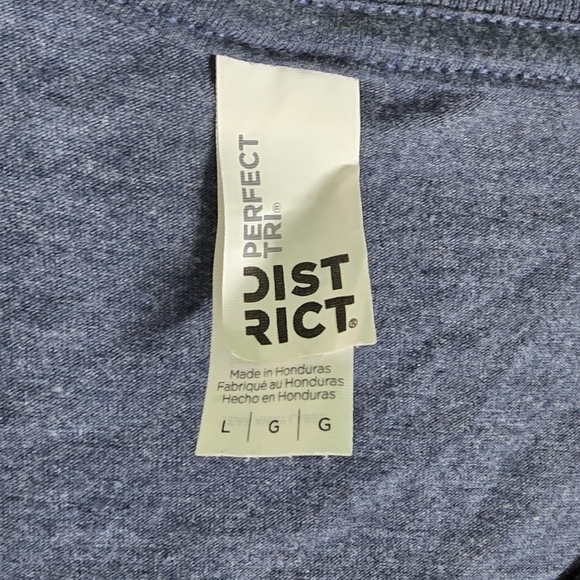 PERFECT
TRI®
DIST
RICT®
Made in Honduras
Fabriqué au Honduras
Hecho en Honduras
L | G | G